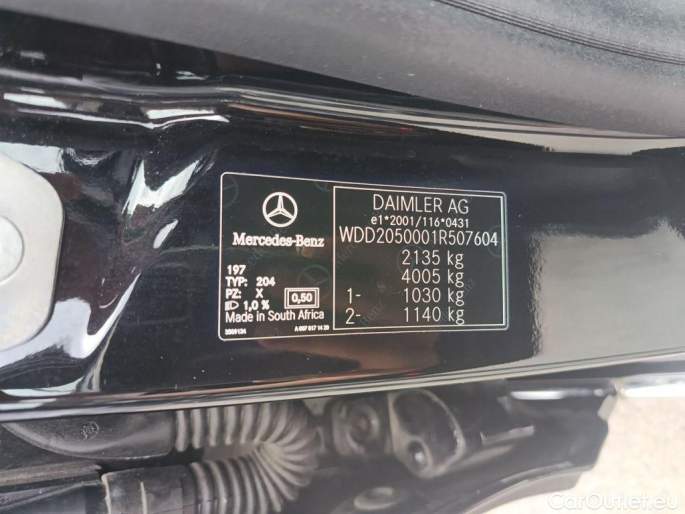 Mercedes-Benz
197
TYP: 204
PZ: X
1,0 %
0,50
Made in South Africa
DAIMLER AG
e1*2001/116*0431
WDD2050001R507604
2135 kg
4005 kg
1- 1030 kg
2- 1140 kg
CarOutlet.eu